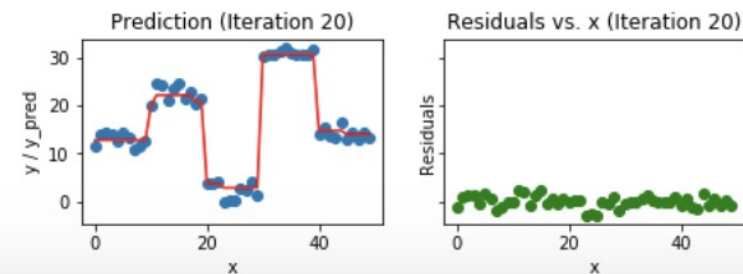 Prediction (Iteration 20)
y / y_pred
30
20
10
0
0
20
40
x
Residuals vs. x (Iteration 20)
Residuals
0
20
40
x